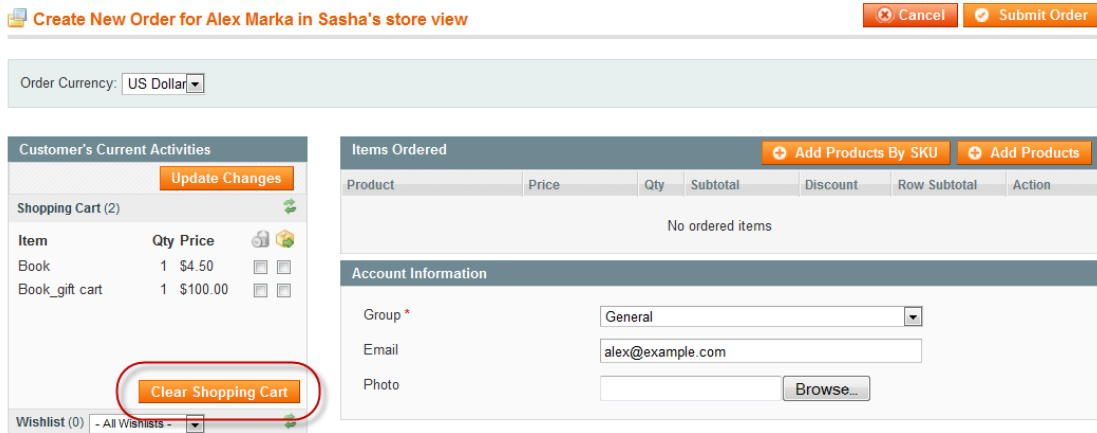 Create New Order for Alex Marka in Sasha's store view
Cancel
Submit Order
Order Currency: US Dollar
Customer's Current Activities
Update Changes
Shopping Cart (2)
Item Qty Price
Book 1 $4.50
Book_gift cart 1 $100.00
Clear Shopping Cart
Wishlist (0) - All Wishlists -
Items Ordered
Add Products By SKU
Add Products
Product Price Qty Subtotal Discount Row Subtotal Action
No ordered items
Account Information
Group * General
Email alex@example.com
Photo Browse...